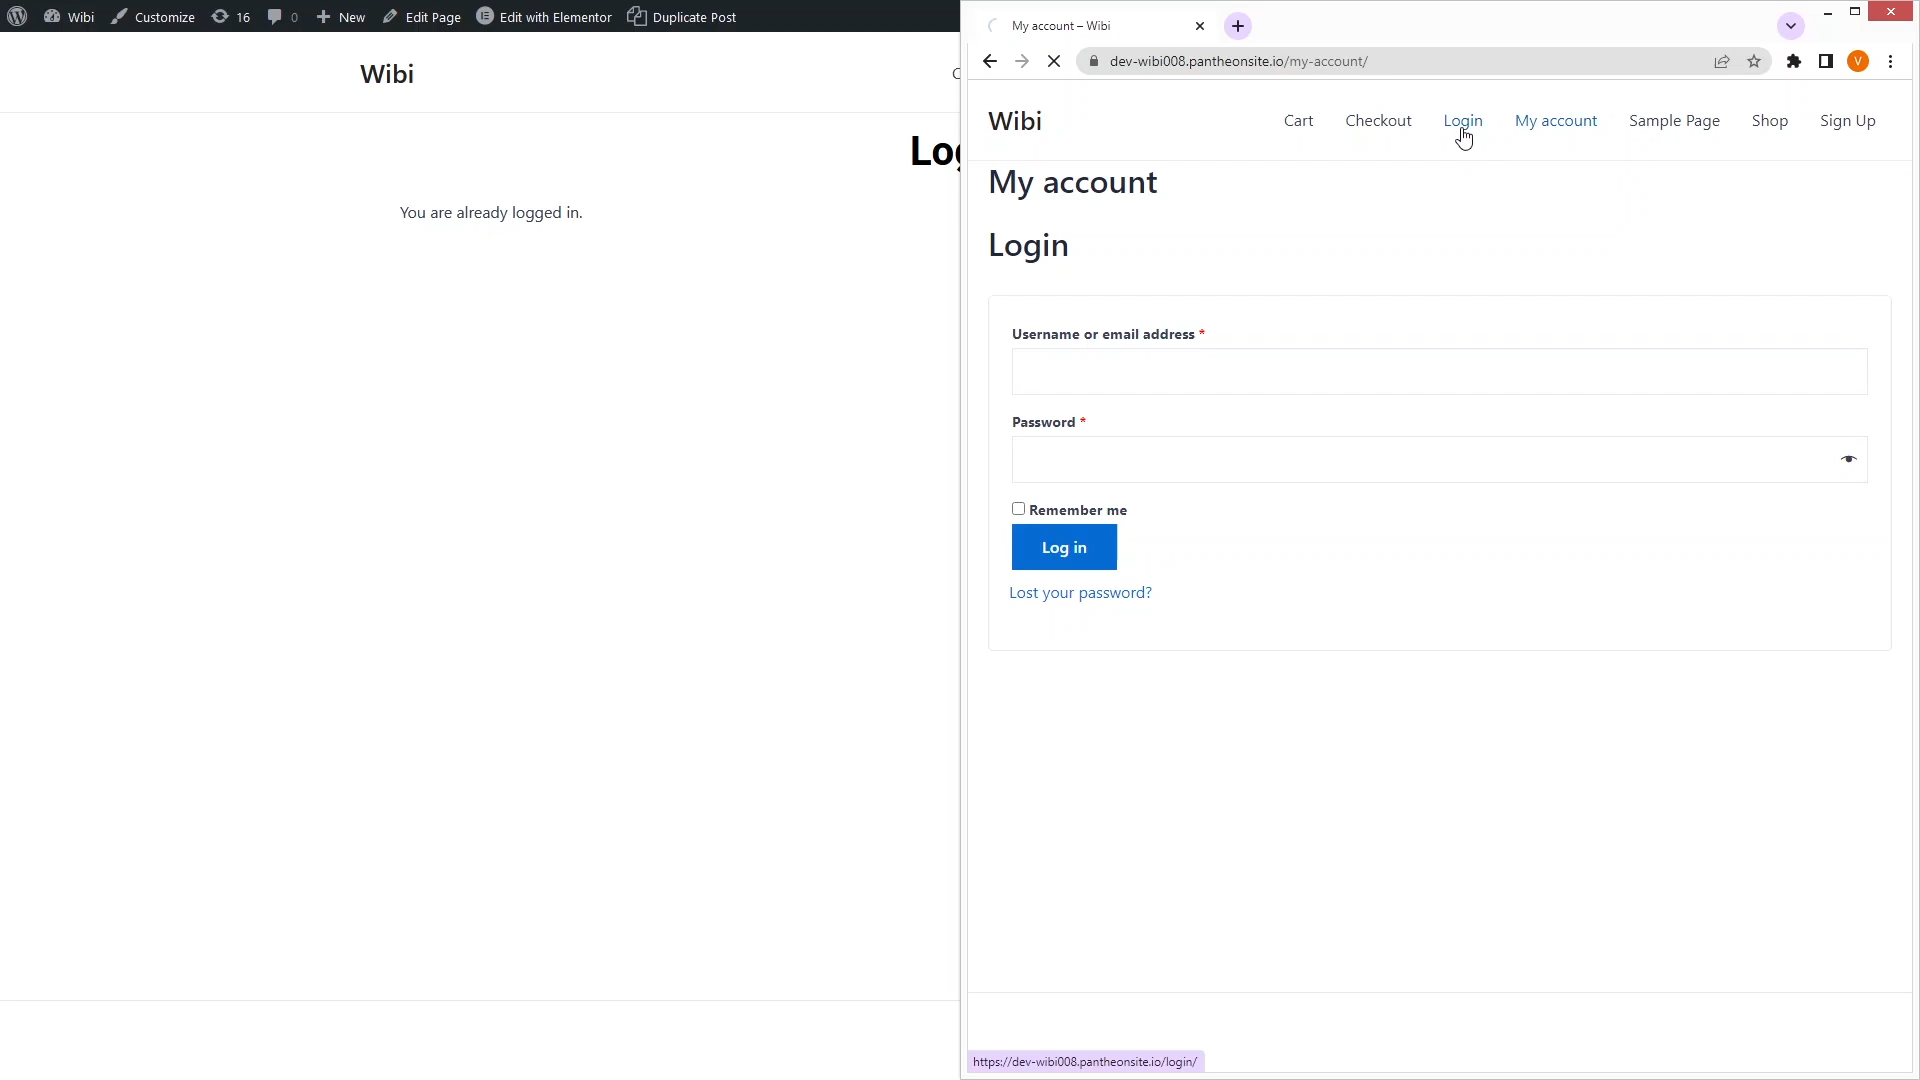 Wibi
Customize
16
0
New
Edit Page
Edit with Elementor
Duplicate Post
Wibi
You are already logged in.
My account – Wibi
dev-wibi008.pantheonsite.io/my-account/
V
Wibi
Cart
Checkout
Login
My account
Sample Page
Shop
Sign Up
My account
Login
Username or email address *
Password *
Remember me
Log in
Lost your password?
https://dev-wibi008.pantheonsite.io/login/